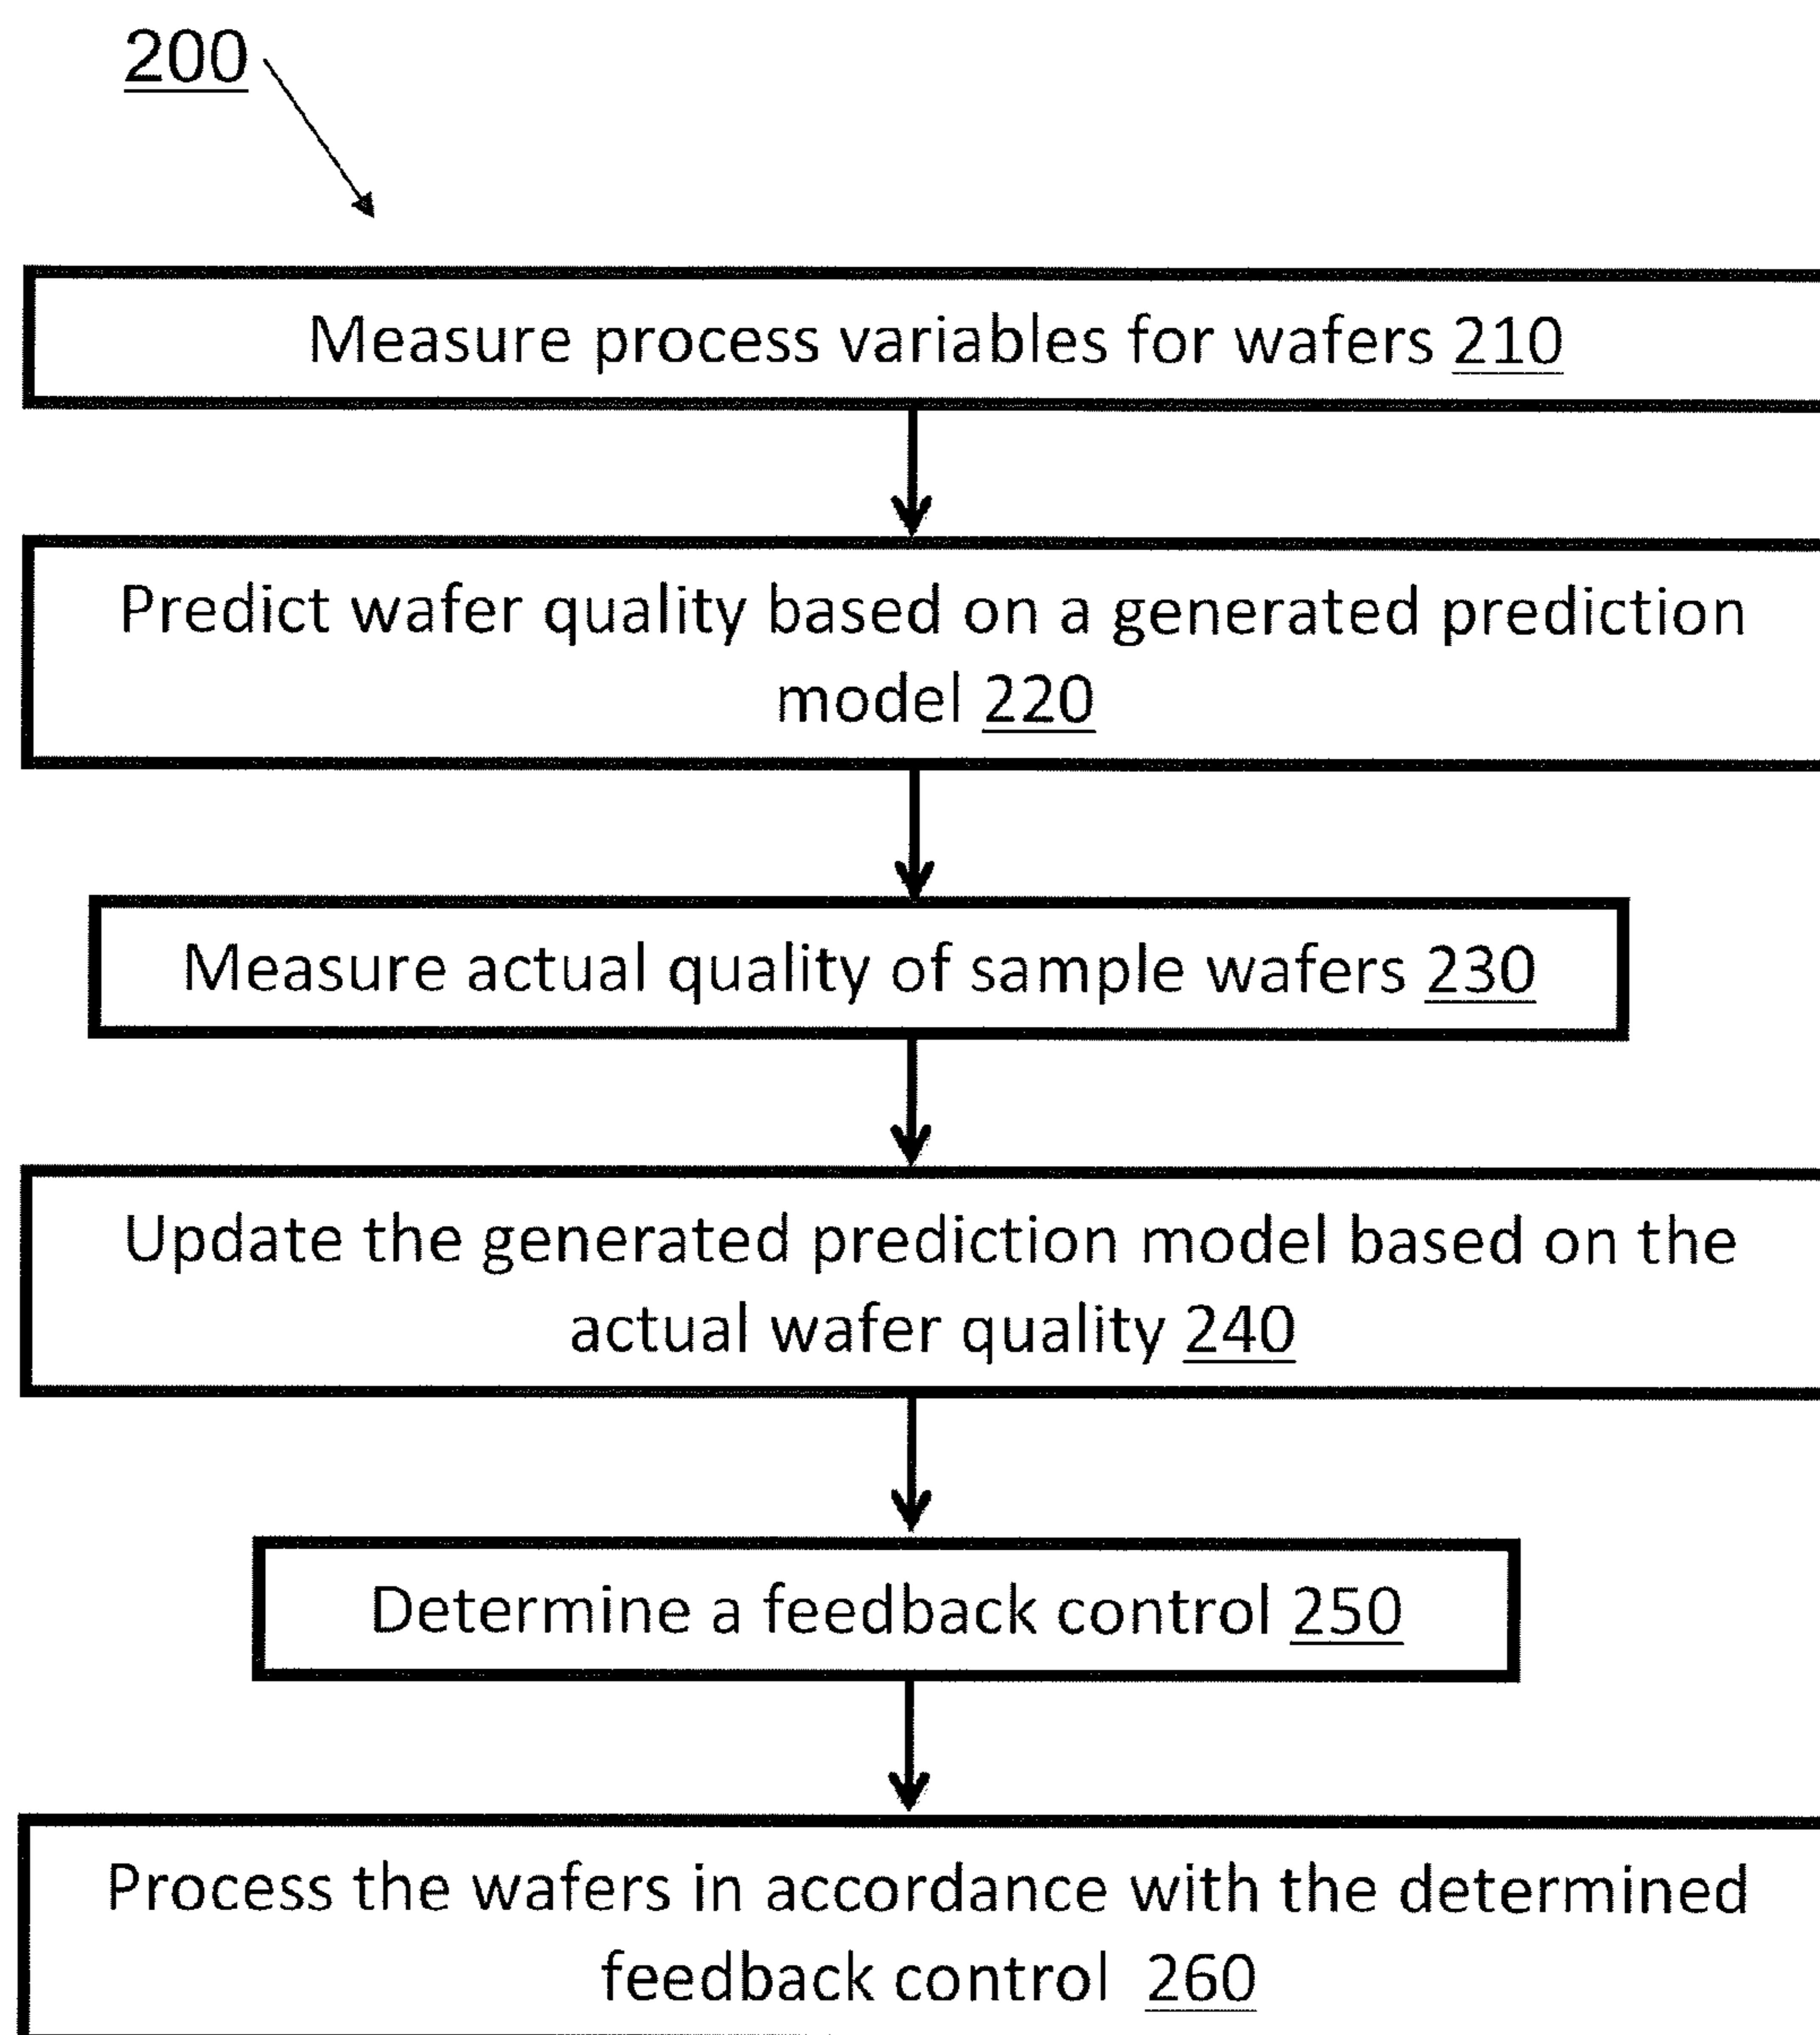 200
Measure process variables for wafers 210
Predict wafer quality based on a generated prediction
model 220
Measure actual quality of sample wafers 230
Update the generated prediction model based on the
actual wafer quality 240
Determine a feedback control 250
Process the wafers in accordance with the determined
feedback control 260